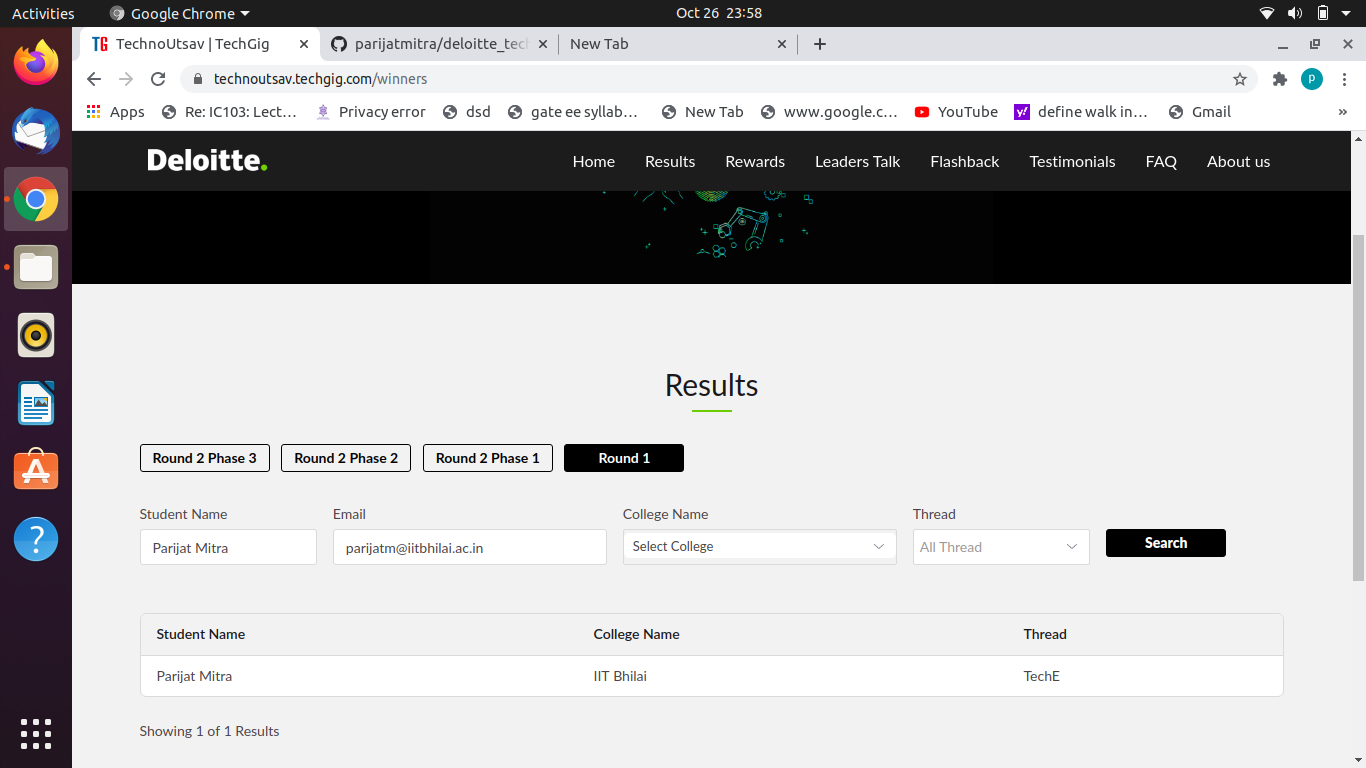 Activities Google Chrome Oct 26 23:58
TG TechnoUtsav | TechGig parijatmitra/deloitte_tec New Tab
technoutsav.techgig.com/winners p
Apps Re: IC103: Lect... Privacy error dsd gate ee syllab... New Tab www.google.c... YouTube y! define walk in... Gmail »
Deloitte. Home Results Rewards Leaders Talk Flashback Testimonials FAQ About us
Results
Round 2 Phase 3 Round 2 Phase 2 Round 2 Phase 1 Round 1
Student Name Email College Name Thread
Parijat Mitra parijatm@iitbhilai.ac.in Select College All Thread Search
Student Name College Name Thread
Parijat Mitra IIT Bhilai TechE
Showing 1 of 1 Results